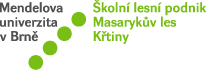 Mendelova
univerzita
v Brně
Školní lesní podnik
Masarykův les
Křtiny